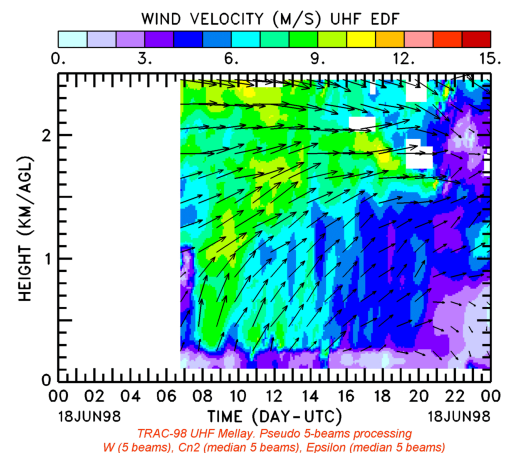 WIND VELOCITY (M/S) UHF EDF
0. 3. 6. 9. 12. 15.
HEIGHT (KM/AGL)
2
1
0
00 02 04 06 08 10 12 14 16 18 20 22 00
18JUN98 TIME (DAY-UTC) 18JUN98
TRAC-98 UHF Mellay. Pseudo 5-beams processing
W (5 beams), Cn2 (median 5 beams), Epsilon (median 5 beams)